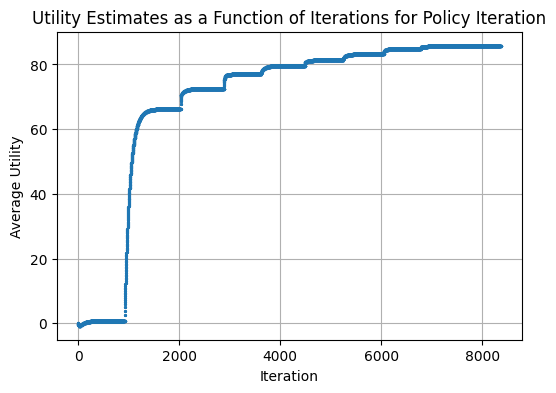 Utility Estimates as a Function of Iterations for Policy Iteration
80
60
40
20
0
Average Utility
0 2000 4000 6000 8000
Iteration